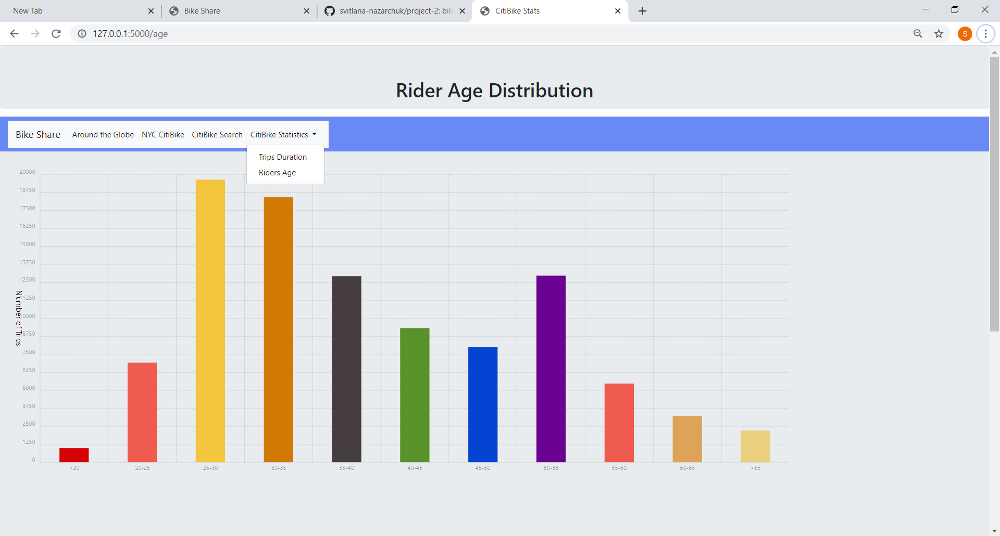 New Tab
Bike Share
svitlana-nazarchuk/project-2: bik
CitiBike Stats
127.0.0.1:5000/age
S
Rider Age Distribution
Bike Share
Around the Globe
NYC CitiBike
CitiBike Search
CitiBike Statistics
Trips Duration
Riders Age
20000
18750
17500
16250
15000
13750
12500
11250
10000
8750
7500
6250
5000
3750
2500
1250
0
Number of Trips
<20
20-25
25-30
30-35
35-40
40-45
45-50
50-55
55-60
60-65
>65